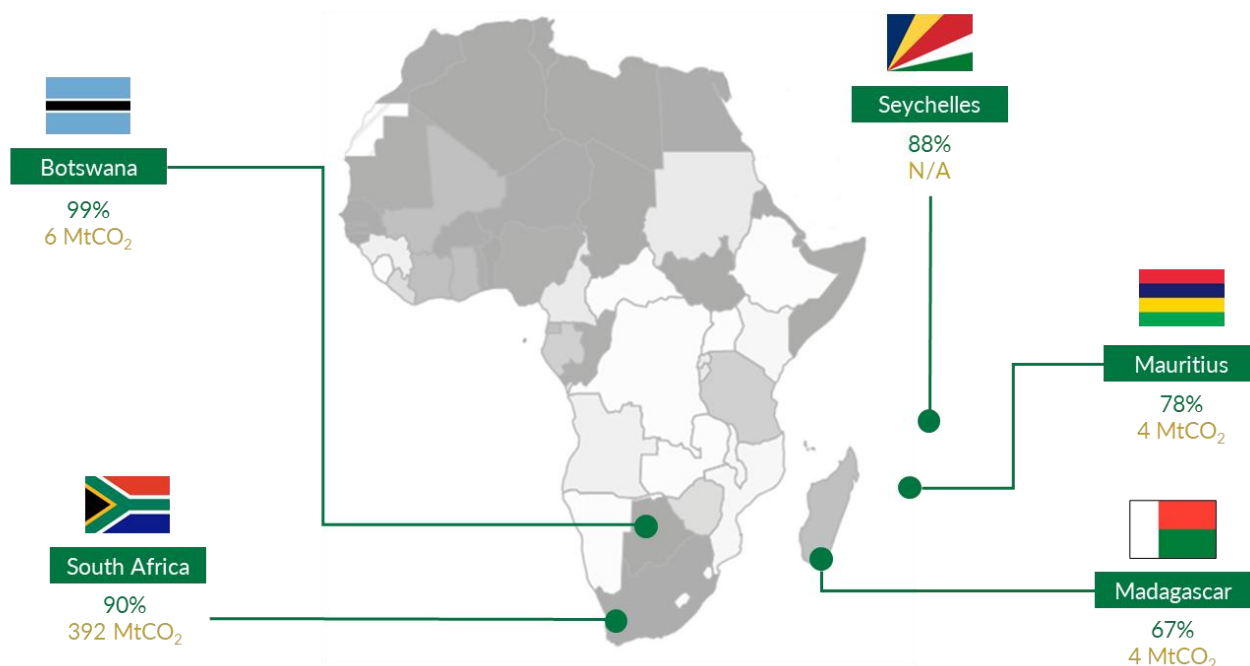 Seychelles
88%
N/A
Botswana
99%
6 MtCO₂
Mauritius
78%
4 MtCO₂
South Africa
90%
392 MtCO₂
Madagascar
67%
4 MtCO₂